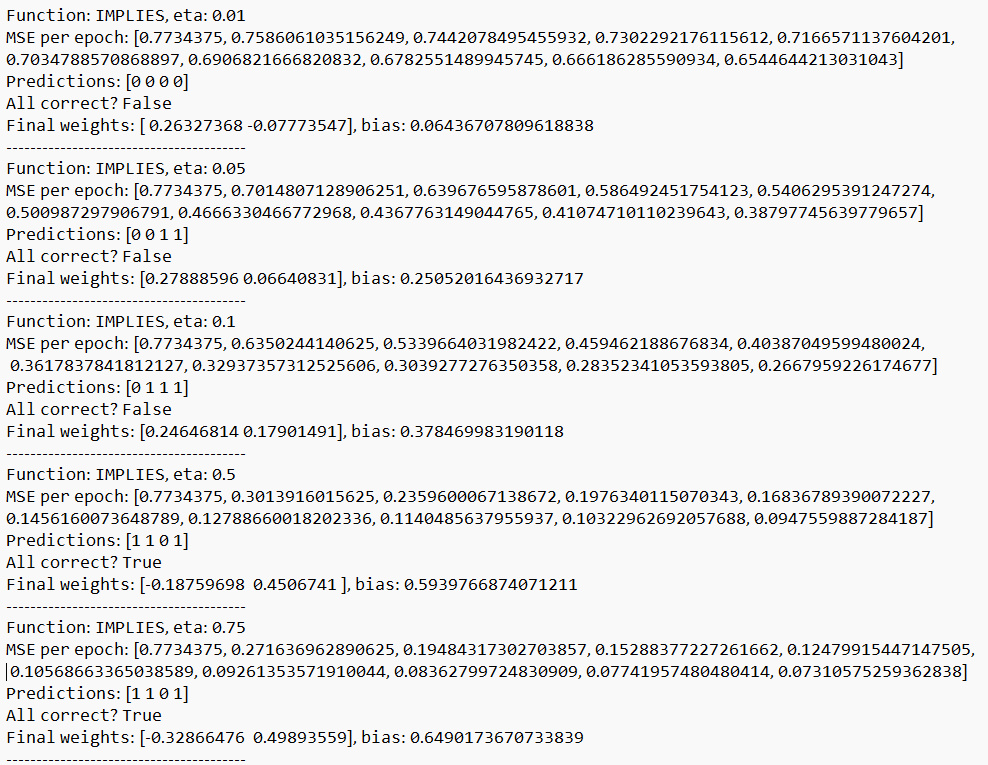 Function: IMPLIES, eta: 0.01
MSE per epoch: [0.7734375, 0.7586061035156249, 0.7442078495455932, 0.7302292176115612, 0.7166571137604201,
0.7034788570868897, 0.6906821666820832, 0.6782551489945745, 0.666186285590934, 0.6544644213031043]
Predictions: [0 0 0 0]
All correct? False
Final weights: [ 0.26327368 -0.07773547], bias: 0.06436707809618838
----------------------------------------
Function: IMPLIES, eta: 0.05
MSE per epoch: [0.7734375, 0.7014807128906251, 0.639676595878601, 0.586492451754123, 0.5406295391247274,
0.500987297906791, 0.4666330466772968, 0.4367763149044765, 0.41074710110239643, 0.38797745639779657]
Predictions: [0 0 1 1]
All correct? False
Final weights: [0.27888596 0.06640831], bias: 0.25052016436932717
----------------------------------------
Function: IMPLIES, eta: 0.1
MSE per epoch: [0.7734375, 0.6350244140625, 0.5339664031982422, 0.459462188676834, 0.40387049599480024,
0.3617837841812127, 0.32937357312525606, 0.3039277276350358, 0.28352341053593805, 0.2667959226174677]
Predictions: [0 1 1 1]
All correct? False
Final weights: [0.24646814 0.17901491], bias: 0.378469983190118
----------------------------------------
Function: IMPLIES, eta: 0.5
MSE per epoch: [0.7734375, 0.3013916015625, 0.2359600067138672, 0.1976340115070343, 0.16836789390072227,
0.1456160073648789, 0.12788660018202336, 0.1140485637955937, 0.10322962692057688, 0.0947559887284187]
Predictions: [1 1 0 1]
All correct? True
Final weights: [-0.18759698  0.4506741 ], bias: 0.5939766874071211
----------------------------------------
Function: IMPLIES, eta: 0.75
MSE per epoch: [0.7734375, 0.271636962890625, 0.19484317302703857, 0.15288377227261662, 0.12479915447147505,
0.10568663365038589, 0.09261353571910044, 0.08362799724830909, 0.07741957480480414, 0.07310575259362838]
Predictions: [1 1 0 1]
All correct? True
Final weights: [-0.32866476  0.49893559], bias: 0.6490173670733839
----------------------------------------